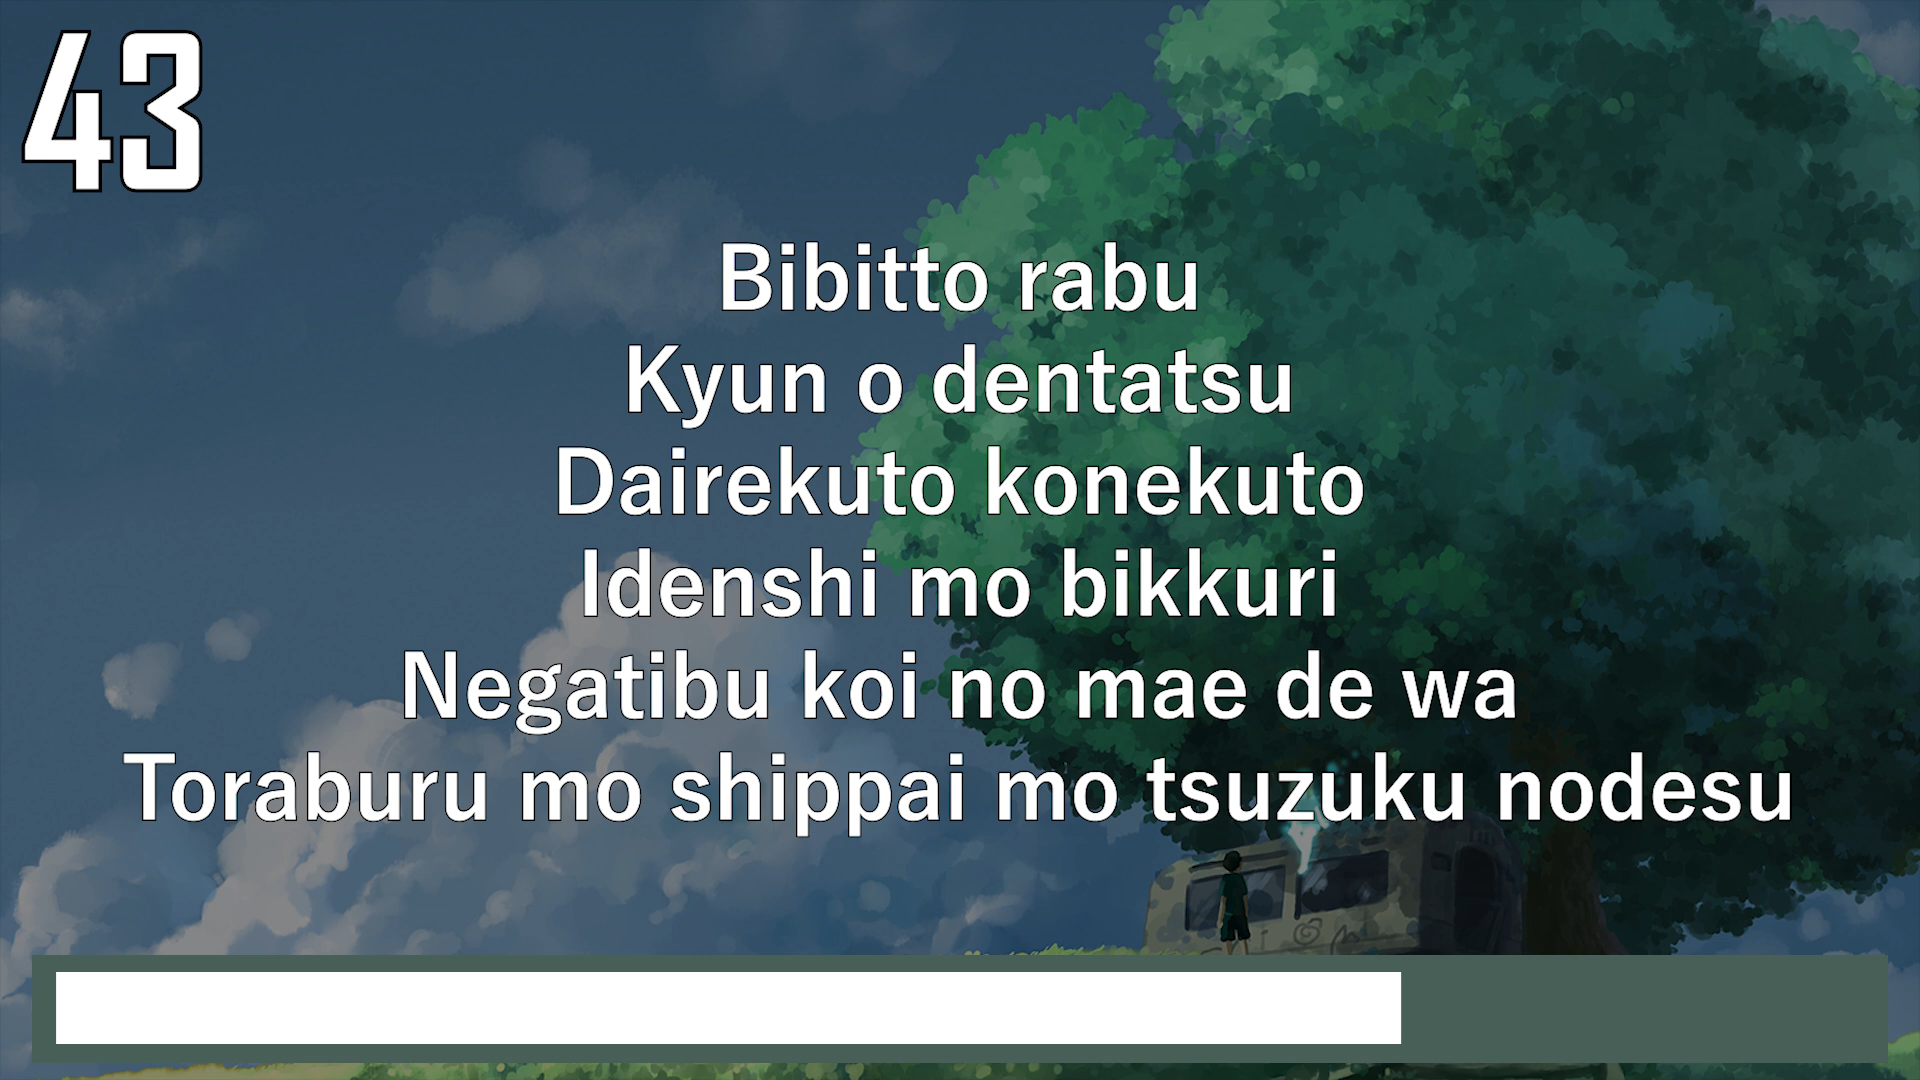 43
Bibitto rabu
Kyun o dentatsu
Dairekuto konekuto
Idenshi mo bikkuri
Negatibu koi no mae de wa
Toraburu mo shippai mo tsuzuku nodesu